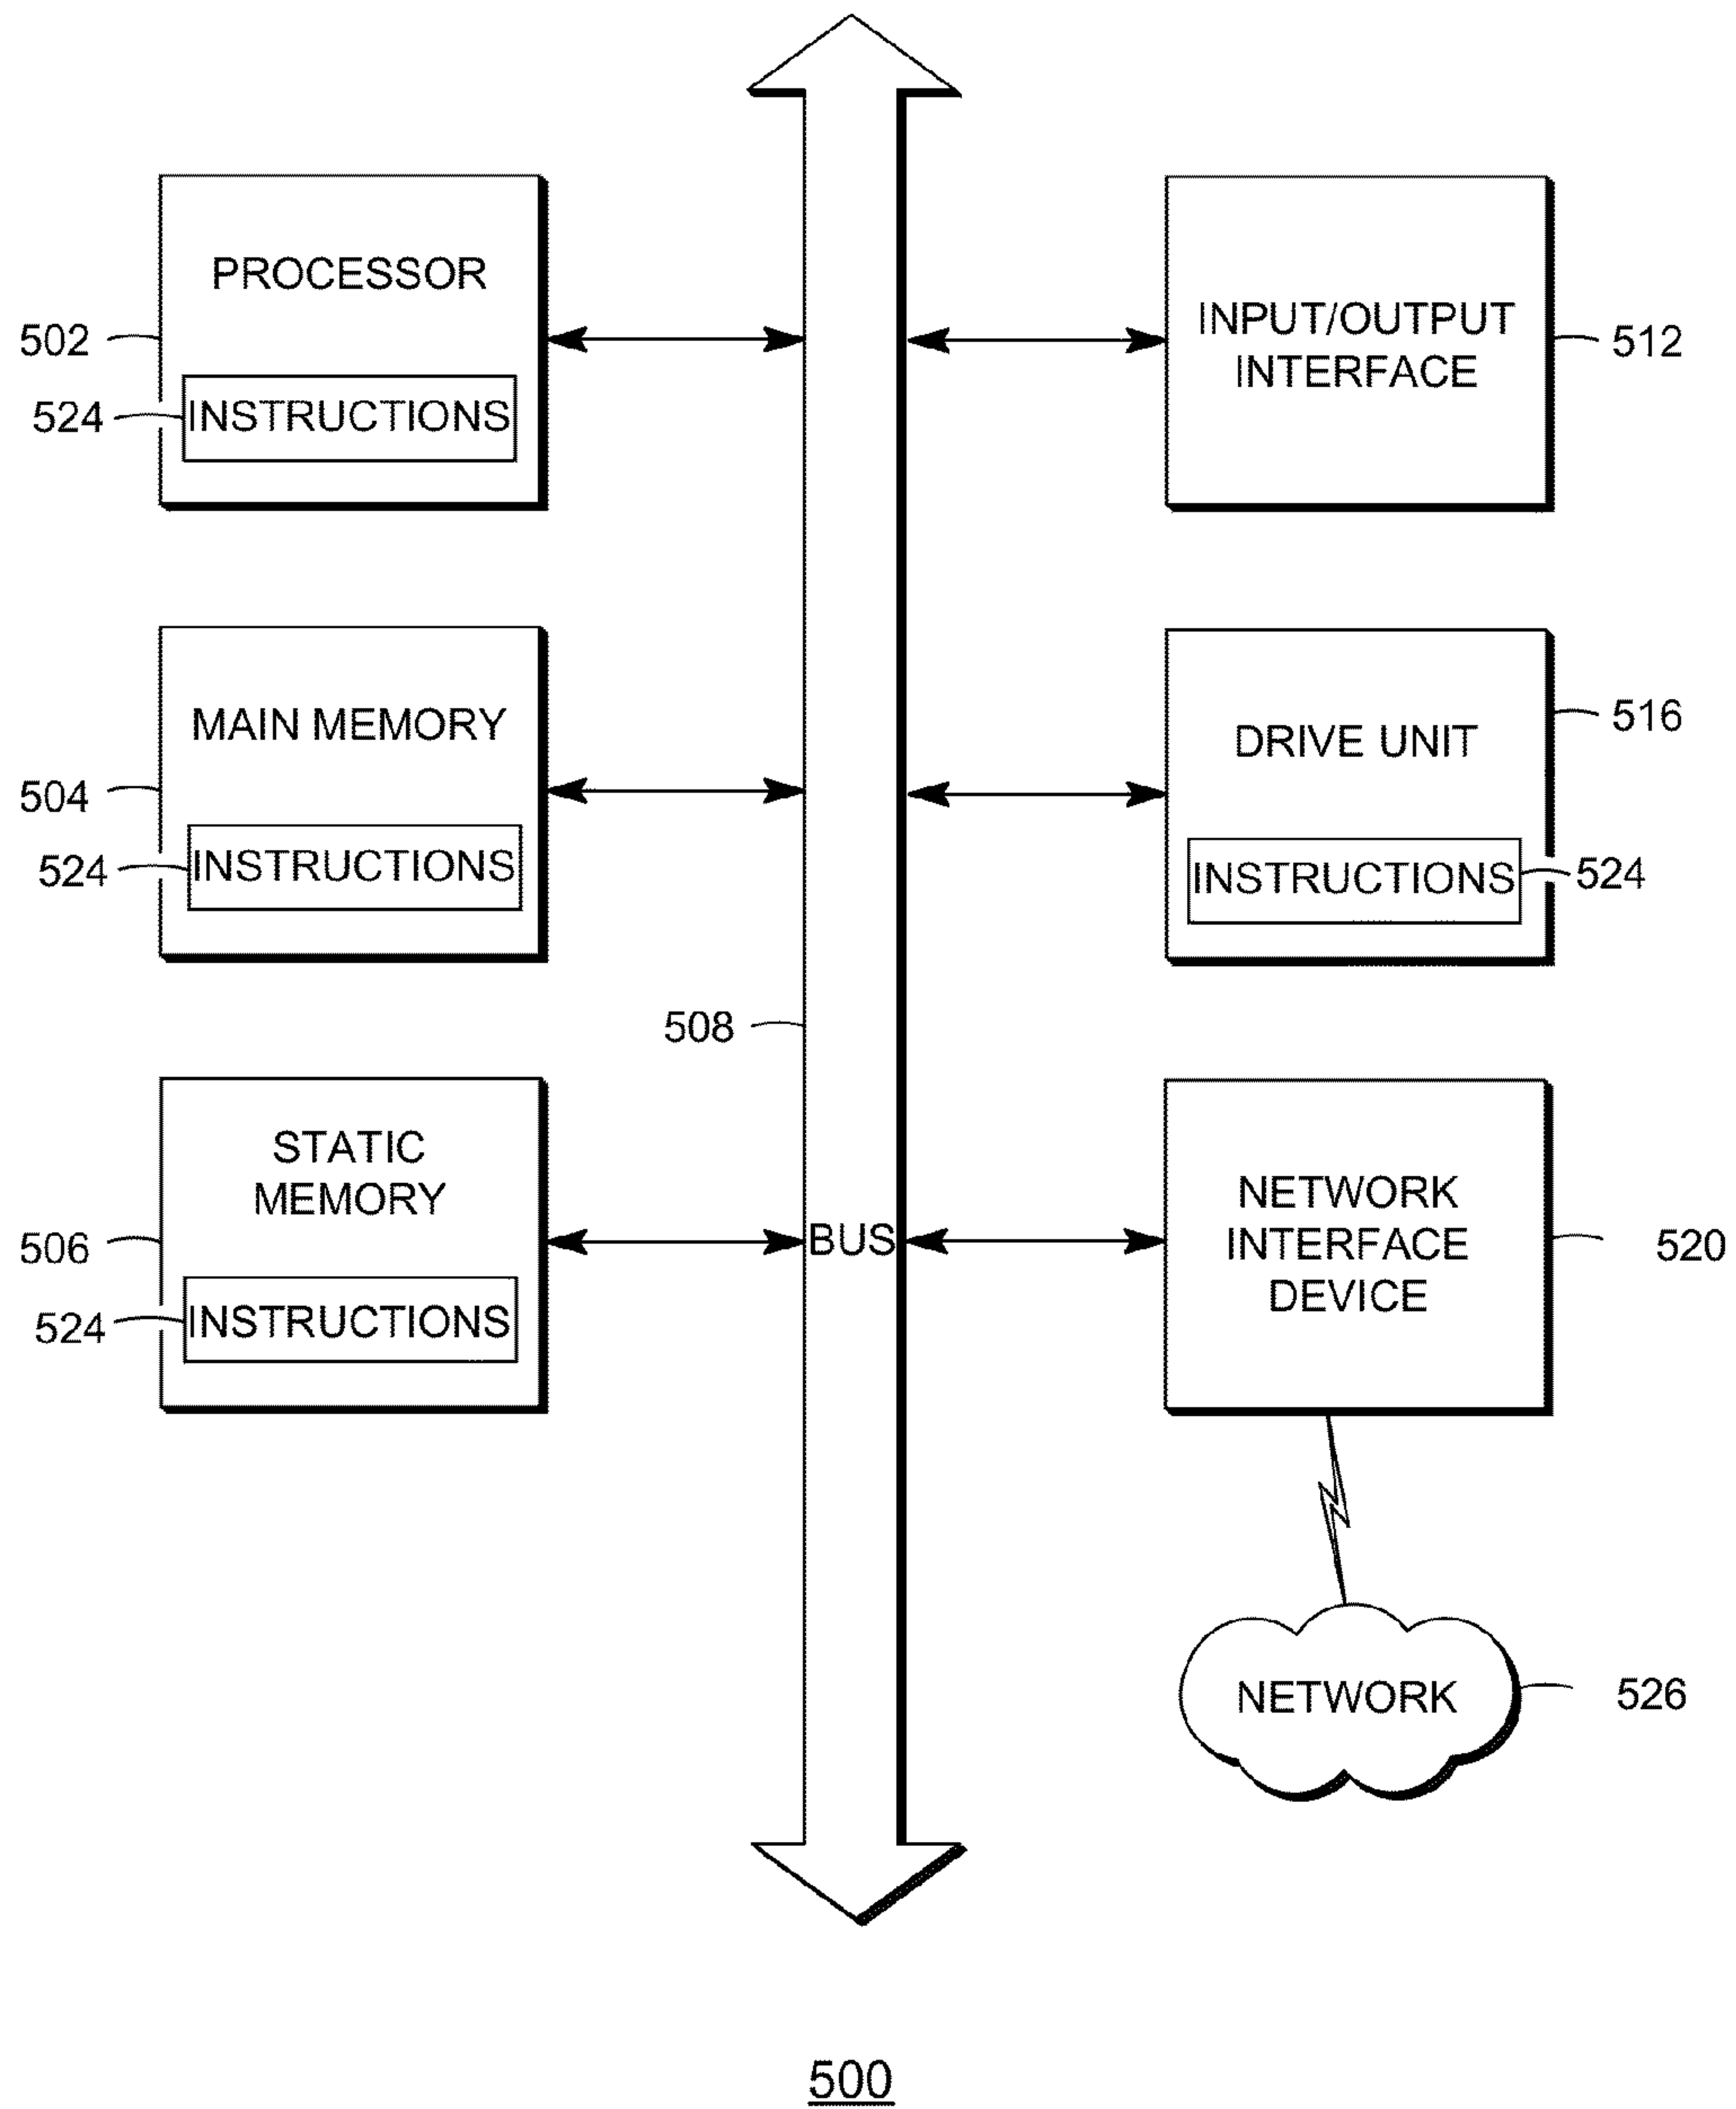 PROCESSOR
502
524
INSTRUCTIONS
INPUT/OUTPUT
INTERFACE
512
MAIN MEMORY
504
524
INSTRUCTIONS
DRIVE UNIT
516
INSTRUCTIONS
524
508
STATIC
MEMORY
506
524
INSTRUCTIONS
BUS
NETWORK
INTERFACE
DEVICE
520
NETWORK
526
500